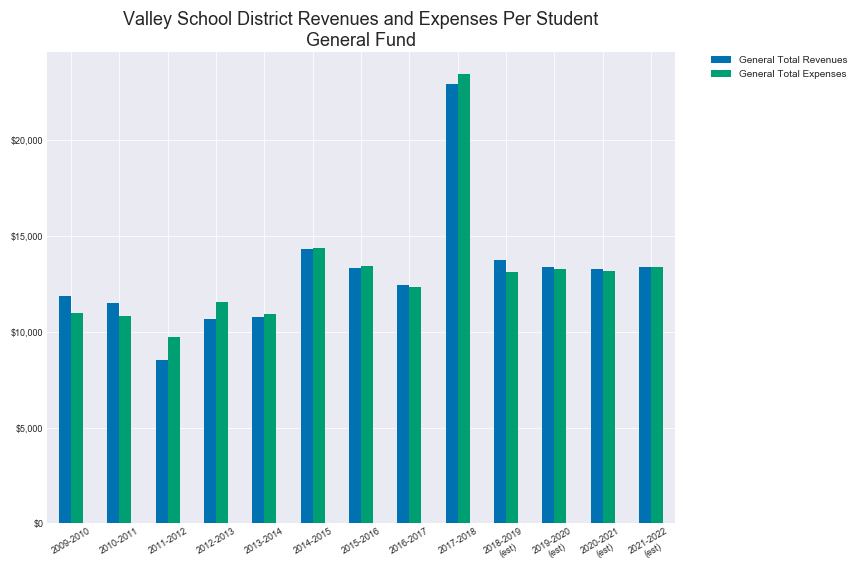 Valley School District Revenues and Expenses Per Student
General Fund
General Total Revenues
General Total Expenses
$20,000
$15,000
$10,000
$5,000
$0
2009-2010
2010-2011
2011-2012
2012-2013
2013-2014
2014-2015
2015-2016
2016-2017
2017-2018
2018-2019
(est)
2019-2020
(est)
2020-2021
(est)
2021-2022
(est)